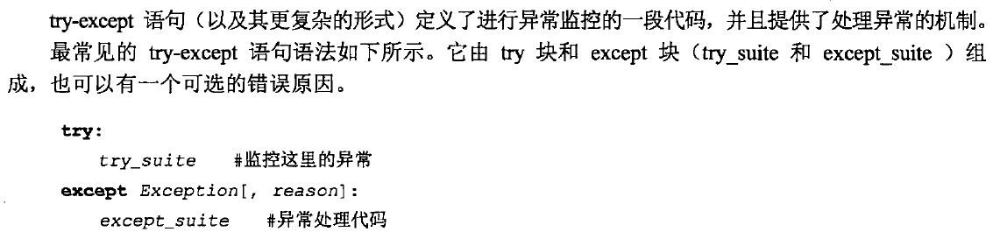 try-except 语句（以及其更复杂的形式）定义了进行异常监控的一段代码，并且提供了处理异常的机制。
最常见的 try-except 语句语法如下所示。它由 try 块和 except 块（try_suite 和 except_suite ）组
成，也可以有一个可选的错误原因。
try:
try_suite #监控这里的异常
except Exception[, reason]:
except_suite #异常处理代码